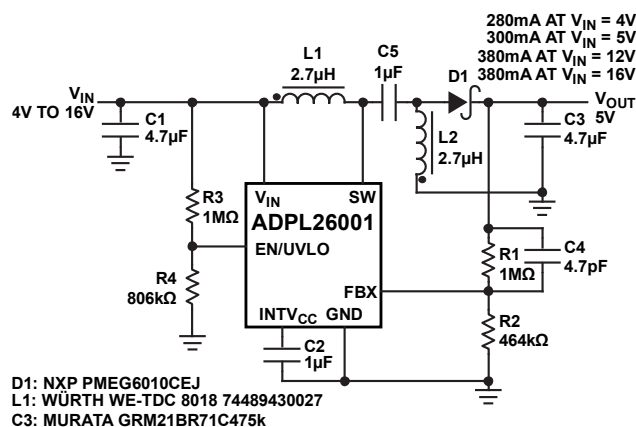 280mA AT VIN = 4V
300mA AT VIN = 5V
380mA AT VIN = 12V
380mA AT VIN = 16V
L1
2.7µH
C5
1µF
D1
VIN
4V TO 16V
C1
4.7µF
VOUT
5V
C3
4.7µF
L2
2.7µH
R3
1MΩ
VIN
SW
ADPL26001
EN/UVLO
R1
1MΩ
C4
4.7pF
R4
806kΩ
FBX
INTVCC
GND
R2
464kΩ
C2
1µF
D1: NXP PMEG6010CEJ
L1: WÜRTH WE-TDC 8018 74489430027
C3: MURATA GRM21BR71C475k